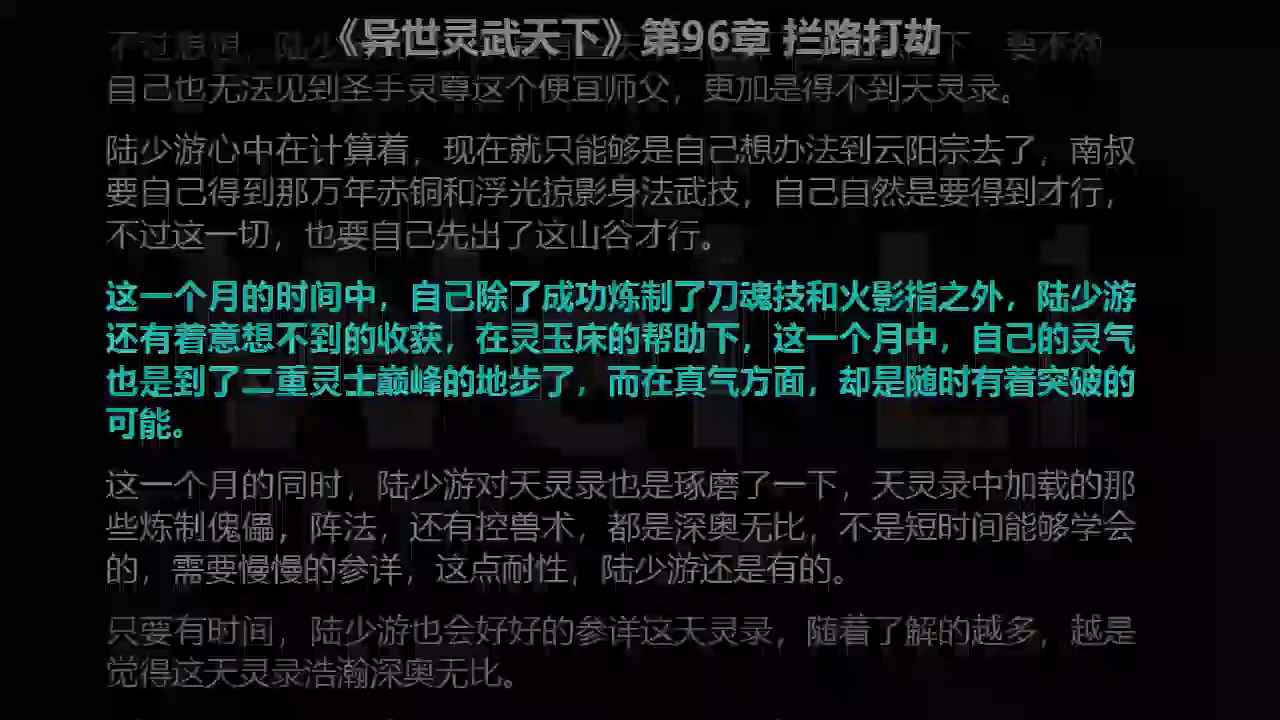 《异世灵武天下》第96章 拦路打劫
不过想想，陆少
下，要不然
自己也无法见到圣手灵尊这个便宜师父，更加是得不到天灵录。
陆少游心中在计算着，现在就只能够是自己想办法到云阳宗去了，南叔
要自己得到那万年赤铜和浮光掠影身法武技，自己自然是要得到才行，
不过这一切，也要自己先出了这山谷才行。
这一个月的时间中，自己除了成功炼制了刀魂技和火影指之外，陆少游
还有着意想不到的收获，在灵玉床的帮助下，这一个月中，自己的灵气
也是到了二重灵士巅峰的地步了，而在真气方面，却是随时有着突破的
可能。
这一个月的同时，陆少游对天灵录也是琢磨了一下，天灵录中加载的那
些炼制傀儡，阵法，还有控兽术，都是深奥无比，不是短时间能够学会
的，需要慢慢的参详，这点耐性，陆少游还是有的。
只要有时间，陆少游也会好好的参详这天灵录，随着了解的越多，越是
觉得这天灵录浩瀚深奥无比。